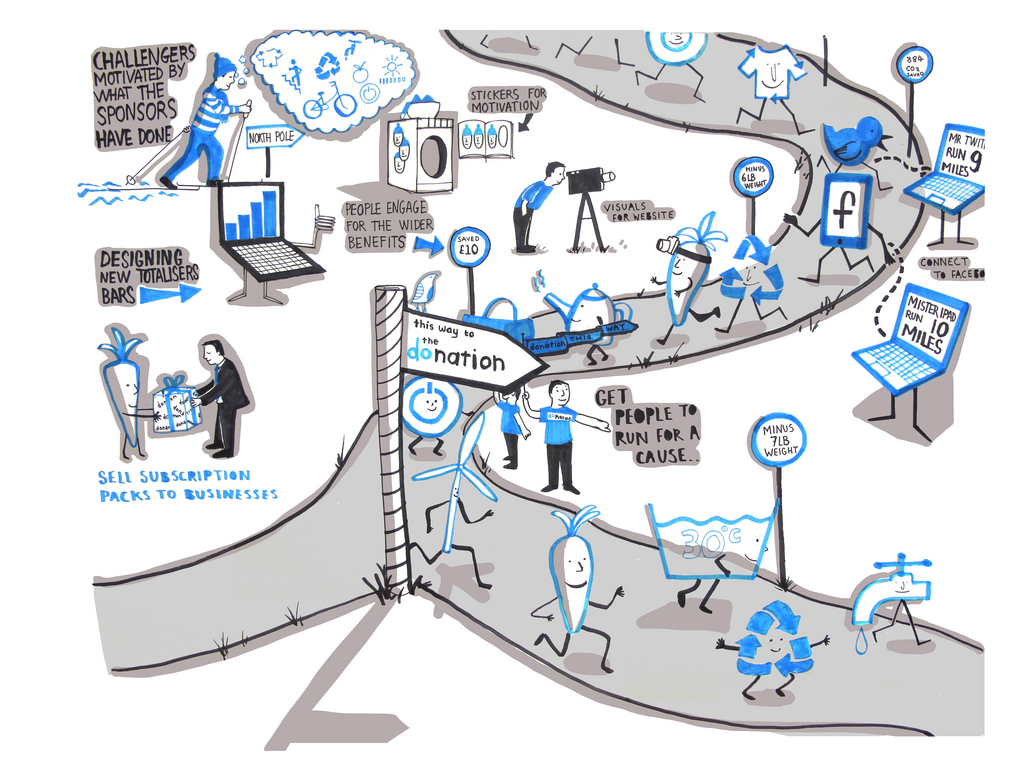 CHALLENGERS
MOTIVATED BY
WHAT THE
SPONSORS
HAVE DONE
NORTH POLE
STICKERS FOR
MOTIVATION
884
CO2
SAVED
MR TWIT
RUN 9
MILES
MINUS
6LB
WEIGHT
f
PEOPLE ENGAGE
FOR THE WIDER
BENEFITS
SAVED
£10
VISUALS
FOR WEBSITE
CONNECT
TO FACEBO
DESIGNING
NEW TOTALISERS
BARS
MISTER IPAD
RUN 10
MILES
this way to
the
donation
donation THIS WAY
GET
PEOPLE TO
RUN FOR A
CAUSE..
MINUS
7LB
WEIGHT
SELL SUBSCRIPTION
PACKS TO BUSINESSES
30°C